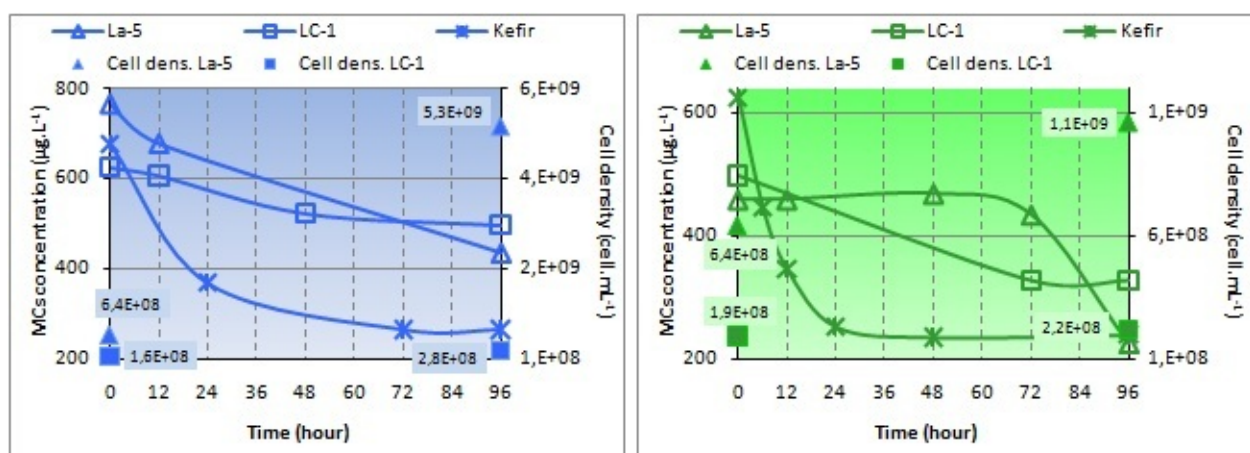 La-5 LC-1 Kefir
Cell dens. La-5 Cell dens. LC-1
MCsconcentration (µg.L⁻¹)
800
600
400
200
6,E+09
4,E+09
2,E+09
1,E+08
Cell density (cell.mL⁻¹)
5,3E+09
6,4E+08
1,6E+08
2,8E+08
0 12 24 36 48 60 72 84 96
Time (hour)
La-5 LC-1 Kefir
Cell dens. La-5 Cell dens. LC-1
MCsconcentration (µg.L⁻¹)
600
400
200
1,E+09
6,E+08
1,E+08
Cell density (cell.mL⁻¹)
1,1E+09
6,4E+08
1,9E+08
2,2E+08
0 12 24 36 48 60 72 84 96
Time (hour)